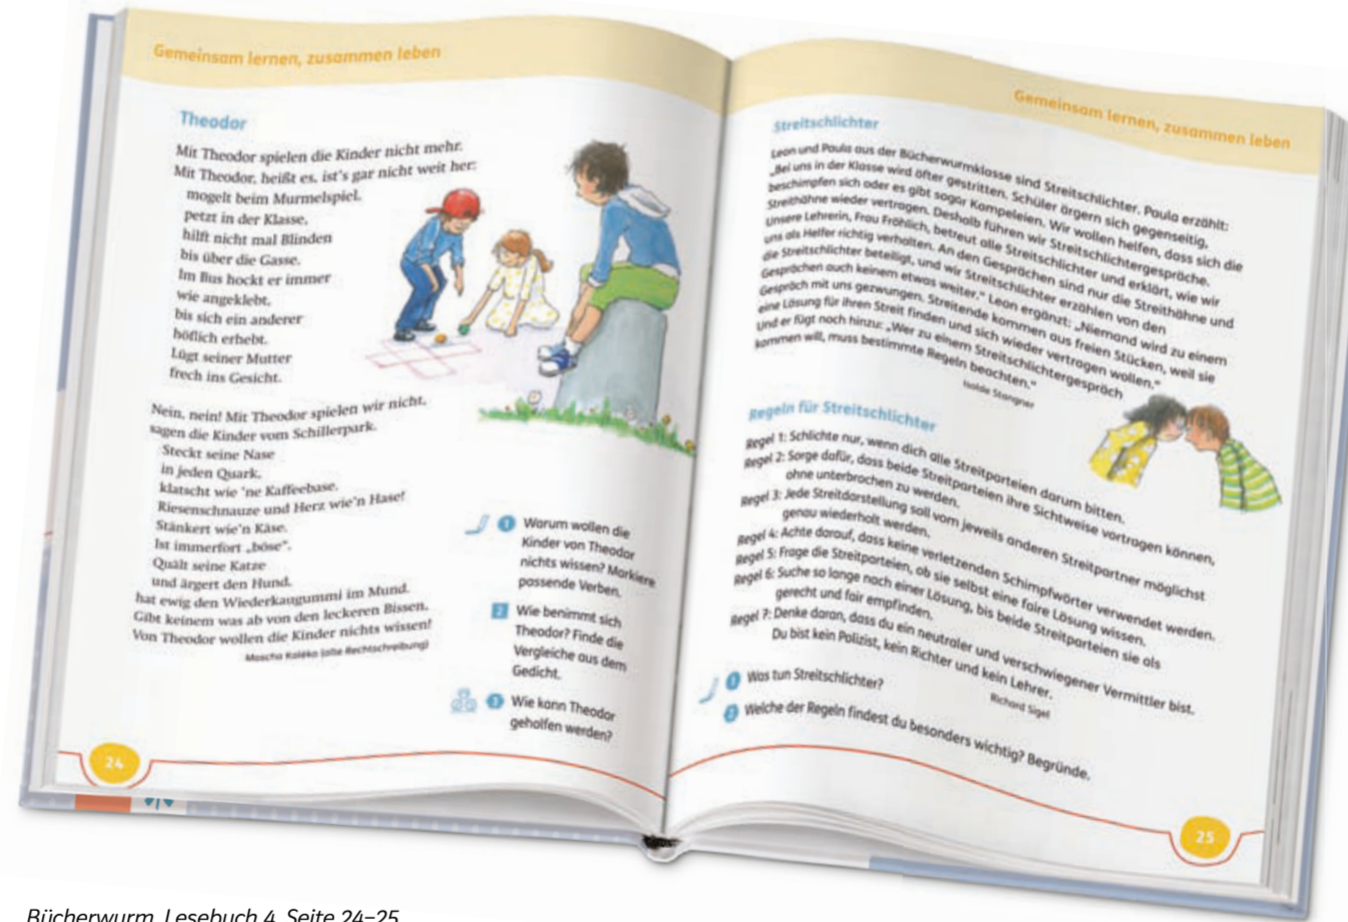 Gemeinsam lernen, zusammen leben
Theodor
Mit Theodor spielen die Kinder nicht mehr.
Mit Theodor, heißt es, ist's gar nicht weit her:
mogelt beim Murmelspiel,
petzt in der Klasse,
hilft nicht mal Blinden
bis über die Gasse.
Im Bus hockt er immer
wie angeklebt,
bis sich ein anderer
höflich erhebt.
Lügt seiner Mutter
frech ins Gesicht.
Nein, nein! Mit Theodor spielen wir nicht,
sagen die Kinder vom Schillerpark.
Steckt seine Nase
in jeden Quark,
klatscht wie 'ne Kaffeebase.
Riesenschnauze und Herz wie'n Hase!
Stänkert wie'n Käse.
Ist immerfort „böse“.
Quält seine Katze
und ärgert den Hund,
hat ewig den Wiederkaugummi im Mund.
Gibt keinem was ab von den leckeren Bissen.
Von Theodor wollen die Kinder nichts wissen!
Mascha Kaléko (alte Rechtschreibung)
1 Warum wollen die
Kinder von Theodor
nichts wissen? Markiere
passende Verben.
2 Wie benimmt sich
Theodor? Finde die
Vergleiche aus dem
Gedicht.
3 Wie kann Theodor
geholfen werden?
24
Gemeinsam lernen, zusammen leben
Streitschlichter
Leon und Paula aus der Bücherwurmklasse sind Streitschlichter. Paula erzählt:
„Bei uns in der Klasse wird öfter gestritten. Schüler ärgern sich gegenseitig,
beschimpfen sich oder es gibt sogar Kampeleien. Wir wollen helfen, dass sich die
Streithähne wieder vertragen. Deshalb führen wir Streitschlichtergespräche.
Unsere Lehrerin, Frau Fröhlich, betreut alle Streitschlichter und erklärt, wie wir
uns als Helfer richtig verhalten. An den Gesprächen sind nur die Streithähne und
die Streitschlichter beteiligt, und wir Streitschlichter erzählen von den
Gesprächen auch keinem etwas weiter.“ Leon ergänzt: „Niemand wird zu einem
Gespräch mit uns gezwungen. Streitende kommen aus freien Stücken, weil sie
eine Lösung für ihren Streit finden und sich wieder vertragen wollen.“
Und er fügt noch hinzu: „Wer zu einem Streitschlichtergespräch
kommen will, muss bestimmte Regeln beachten.“
Isolde Stangner
Regeln für Streitschlichter
Regel 1: Schlichte nur, wenn dich alle Streitparteien darum bitten.
Regel 2: Sorge dafür, dass beide Streitparteien ihre Sichtweise vortragen können,
ohne unterbrochen zu werden.
Regel 3: Jede Streitdarstellung soll vom jeweils anderen Streitpartner möglichst
genau wiederholt werden.
Regel 4: Achte darauf, dass keine verletzenden Schimpfwörter verwendet werden.
Regel 5: Frage die Streitparteien, ob sie selbst eine faire Lösung wissen.
Regel 6: Suche so lange nach einer Lösung, bis beide Streitparteien sie als
gerecht und fair empfinden.
Regel 7: Denke daran, dass du ein neutraler und verschwiegener Vermittler bist.
Du bist kein Polizist, kein Richter und kein Lehrer.
Richard Sigel
1 Was tun Streitschlichter?
2 Welche der Regeln findest du besonders wichtig? Begründe.
25
Bücherwurm, Lesebuch 4, Seite 24–25